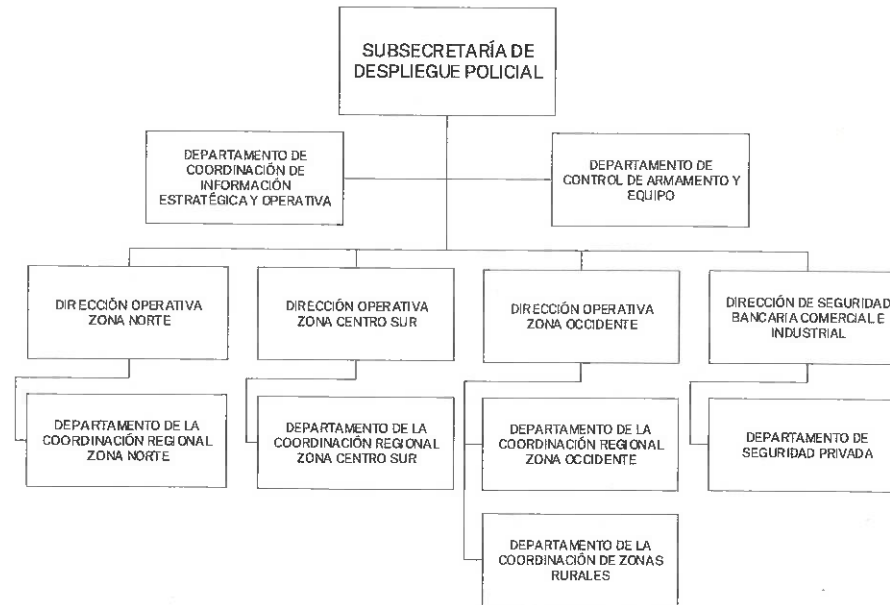 SUBSECRETARÍA DE
DESPLIEGUE POLICIAL
DEPARTAMENTO DE
COORDINACIÓN DE
INFORMACIÓN
ESTRATÉGICA Y OPERATIVA
DEPARTAMENTO DE
CONTROL DE ARMAMENTO Y
EQUIPO
DIRECCIÓN OPERATIVA
ZONA NORTE
DIRECCIÓN OPERATIVA
ZONA CENTRO SUR
DIRECCIÓN OPERATIVA
ZONA OCCIDENTE
DIRECCIÓN DE SEGURIDAD
BANCARIA COMERCIAL E
INDUSTRIAL
DEPARTAMENTO DE LA
COORDINACIÓN REGIONAL
ZONA NORTE
DEPARTAMENTO DE LA
COORDINACIÓN REGIONAL
ZONA CENTRO SUR
DEPARTAMENTO DE LA
COORDINACIÓN REGIONAL
ZONA OCCIDENTE
DEPARTAMENTO DE
SEGURIDAD PRIVADA
DEPARTAMENTO DE LA
COORDINACIÓN DE ZONAS
RURALES